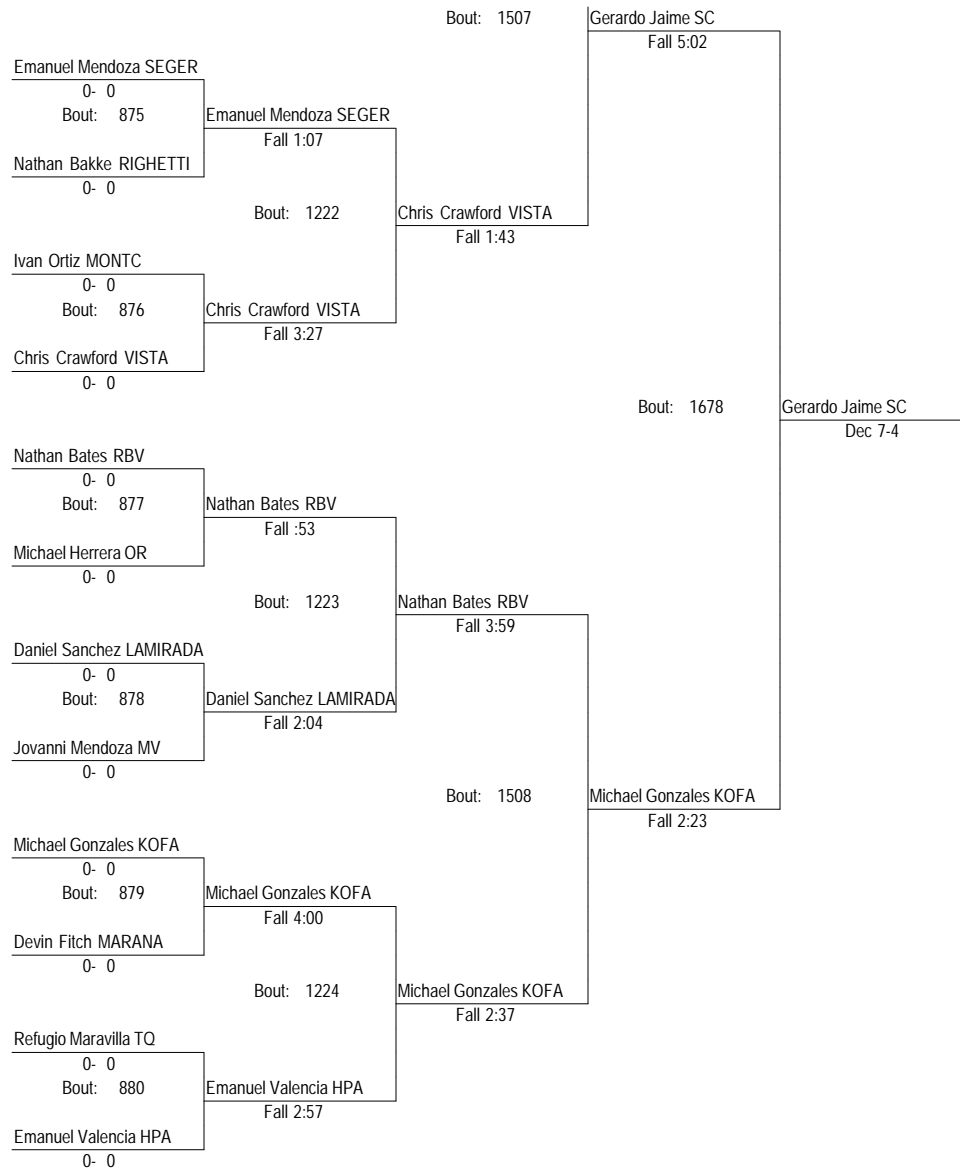 Bout: 1507
Gerardo Jaime SC
Fall 5:02
Emanuel Mendoza SEGER
0- 0
Bout: 875
Emanuel Mendoza SEGER
Fall 1:07
Nathan Bakke RIGHETTI
0- 0
Bout: 1222
Chris Crawford VISTA
Fall 1:43
Ivan Ortiz MONTC
0- 0
Bout: 876
Chris Crawford VISTA
Fall 3:27
Chris Crawford VISTA
0- 0
Bout: 1678
Gerardo Jaime SC
Dec 7-4
Nathan Bates RBV
0- 0
Bout: 877
Nathan Bates RBV
Fall :53
Michael Herrera OR
0- 0
Bout: 1223
Nathan Bates RBV
Fall 3:59
Daniel Sanchez LAMIRADA
0- 0
Bout: 878
Daniel Sanchez LAMIRADA
Fall 2:04
Jovanni Mendoza MV
0- 0
Bout: 1508
Michael Gonzales KOFA
Fall 2:23
Michael Gonzales KOFA
0- 0
Bout: 879
Michael Gonzales KOFA
Fall 4:00
Devin Fitch MARANA
0- 0
Bout: 1224
Michael Gonzales KOFA
Fall 2:37
Refugio Maravilla TQ
0- 0
Bout: 880
Emanuel Valencia HPA
Fall 2:57
Emanuel Valencia HPA
0- 0